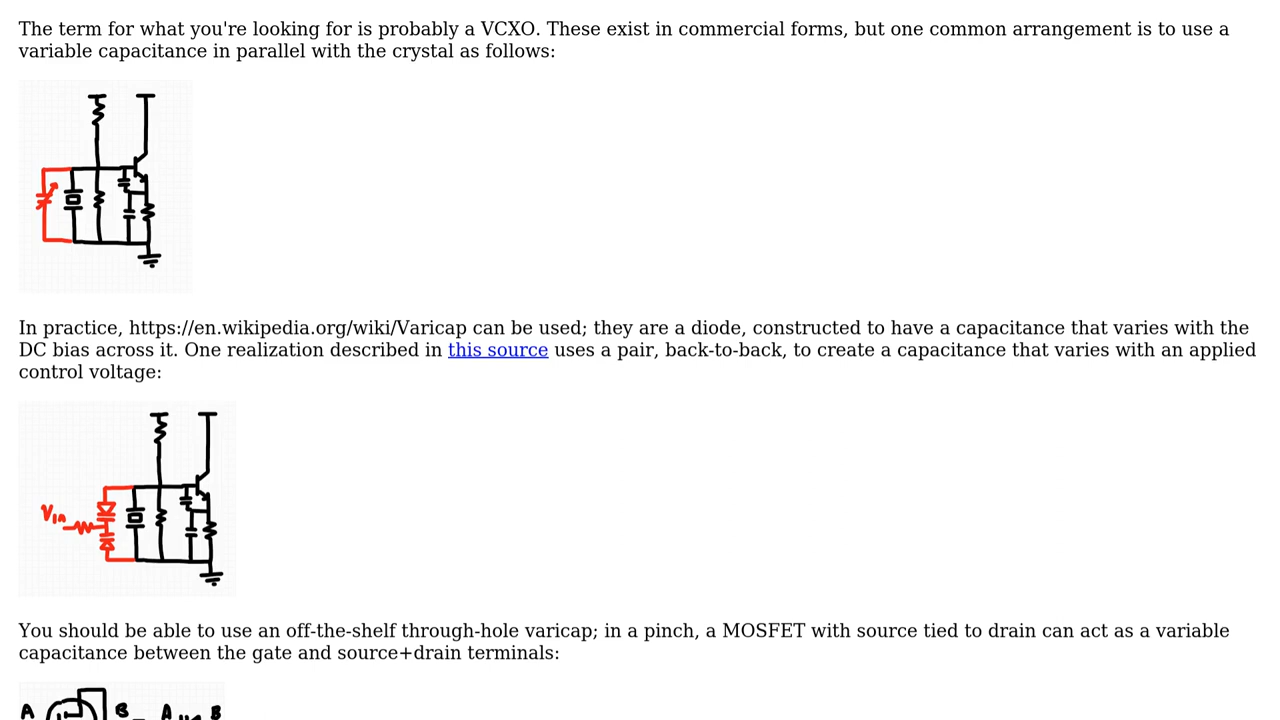 The term for what you're looking for is probably a VCXO. These exist in commercial forms, but one common arrangement is to use a
variable capacitance in parallel with the crystal as follows:
In practice, https://en.wikipedia.org/wiki/Varicap can be used; they are a diode, constructed to have a capacitance that varies with the
DC bias across it. One realization described in this source uses a pair, back-to-back, to create a capacitance that varies with an applied
control voltage:
Vin
You should be able to use an off-the-shelf through-hole varicap; in a pinch, a MOSFET with source tied to drain can act as a variable
capacitance between the gate and source+drain terminals:
A B A B